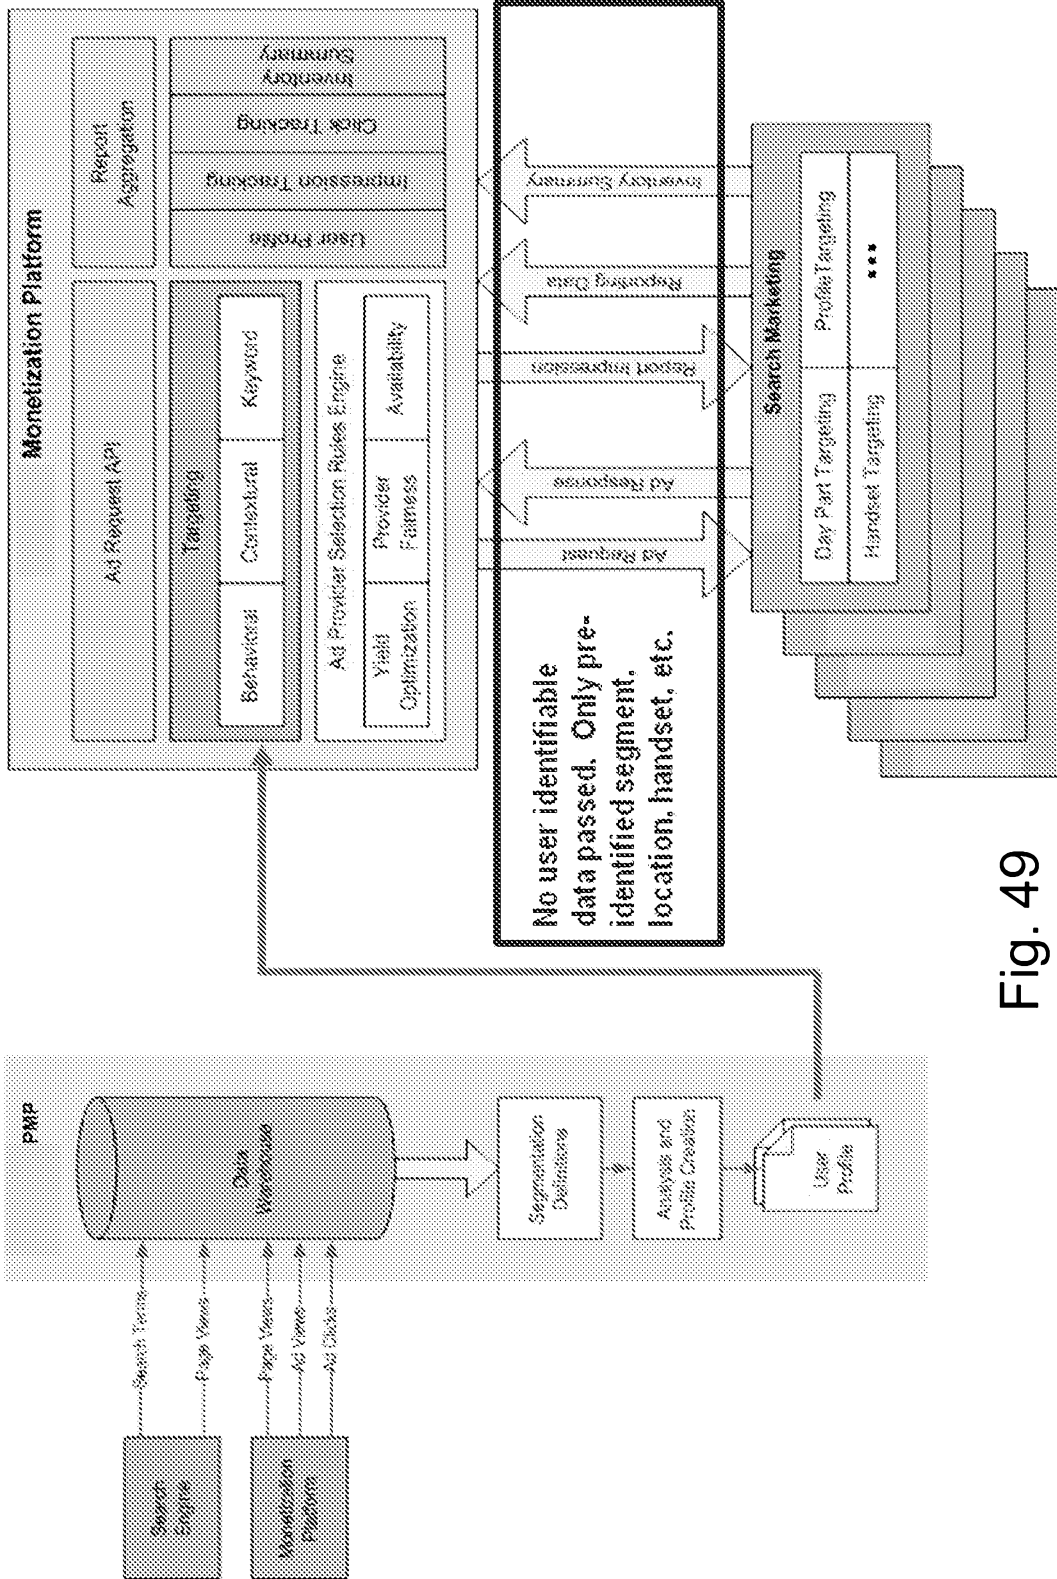 PMP
Search
Engine
Monetization
Platform
Search Terms
Page Views
Page Views
Ad Views
Ad Clicks
Data
Warehouse
Segmentation
Definitions
Analysis and
Profile Creation
User
Profile
Monetization Platform
Ad Request API
Report
Aggregation
Targeting
Behavioral
Contextural
Keyword
Ad Provider Selection Rules Engine
Yield
Optimization
Provider
Fairness
Availability
User Profile
Impression Tracking
Click Tracking
Inventory
Summary
No user identifiable
data passed. Only pre-
identified segment,
location, handset, etc.
Ad Request
Ad Response
Report Impression
Reporting Data
Inventory Summary
Search Marketing
Day Part Targeting
Profile Targeting
Handset Targeting
***
Fig. 49